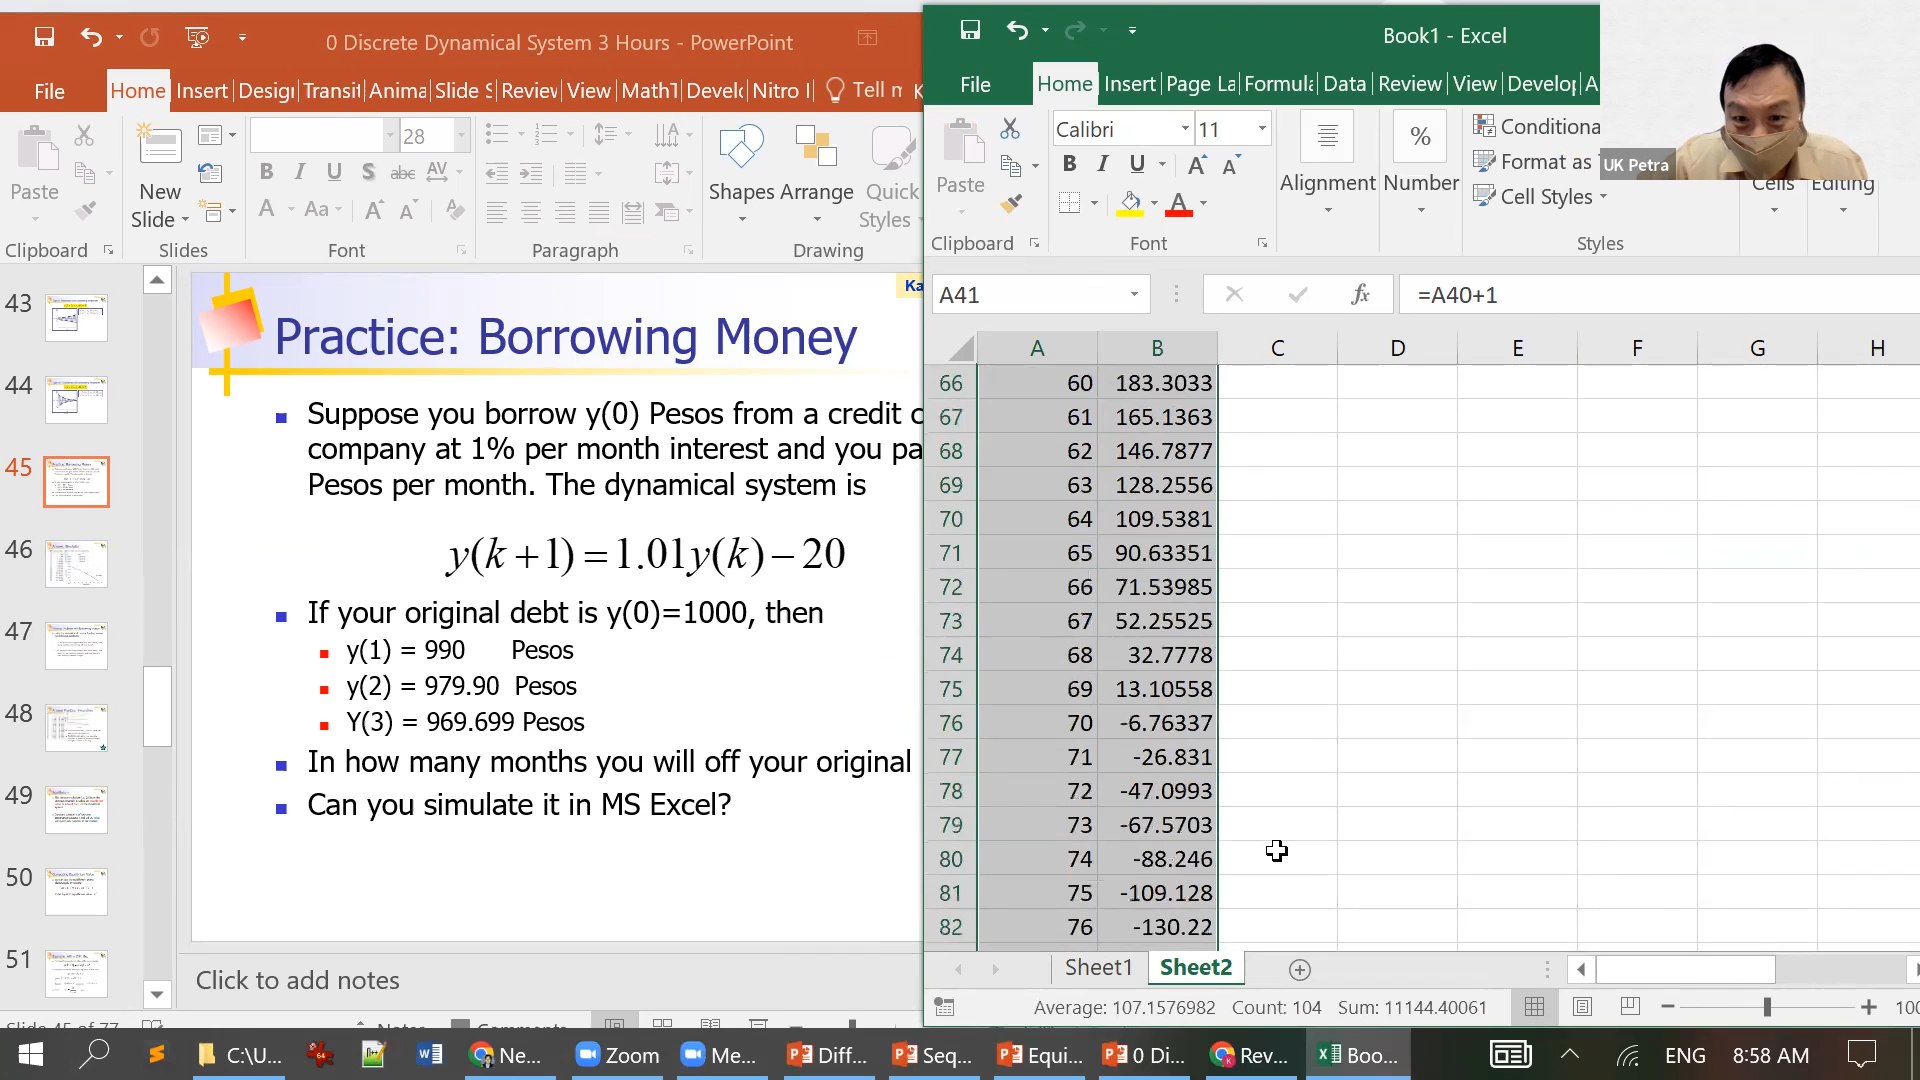 0 Discrete Dynamical System 3 Hours - PowerPoint
File Home Insert Desigı Transit Anima Slide S Review View MathT Develo Nitro I Tell m
28
Paste New Slide Shapes Arrange Quick Styles
Clipboard Slides Font Paragraph Drawing
43
44
45
46
47
48
49
50
51
Ka
Practice: Borrowing Money
Suppose you borrow y(0) Pesos from a credit c
company at 1% per month interest and you pa
Pesos per month. The dynamical system is
y(k+1)=1.01y(k)−20
If your original debt is y(0)=1000, then
y(1) = 990 Pesos
y(2) = 979.90 Pesos
Y(3) = 969.699 Pesos
In how many months you will off your original
Can you simulate it in MS Excel?
Click to add notes
Book1 - Excel
File Home Insert Page La Formula Data Review View Develop A
Calibri 11
Paste B I U Alignment Number
Conditiona
Format as
Cell Styles
Cells Editing
Clipboard Font Styles
UK Petra
A41 fx =A40+1
A B C D E F G H
66 60 183.3033
67 61 165.1363
68 62 146.7877
69 63 128.2556
70 64 109.5381
71 65 90.63351
72 66 71.53985
73 67 52.25525
74 68 32.7778
75 69 13.10558
76 70 -6.76337
77 71 -26.831
78 72 -47.0993
79 73 -67.5703
80 74 -88.246
81 75 -109.128
82 76 -130.22
Sheet1 Sheet2
Average: 107.1576982 Count: 104 Sum: 11144.40061 100
C:\U... Ne... Zoom Me... Diff... Seq... Equi... 0 Di... Rev... Boo... ENG 8:58 AM